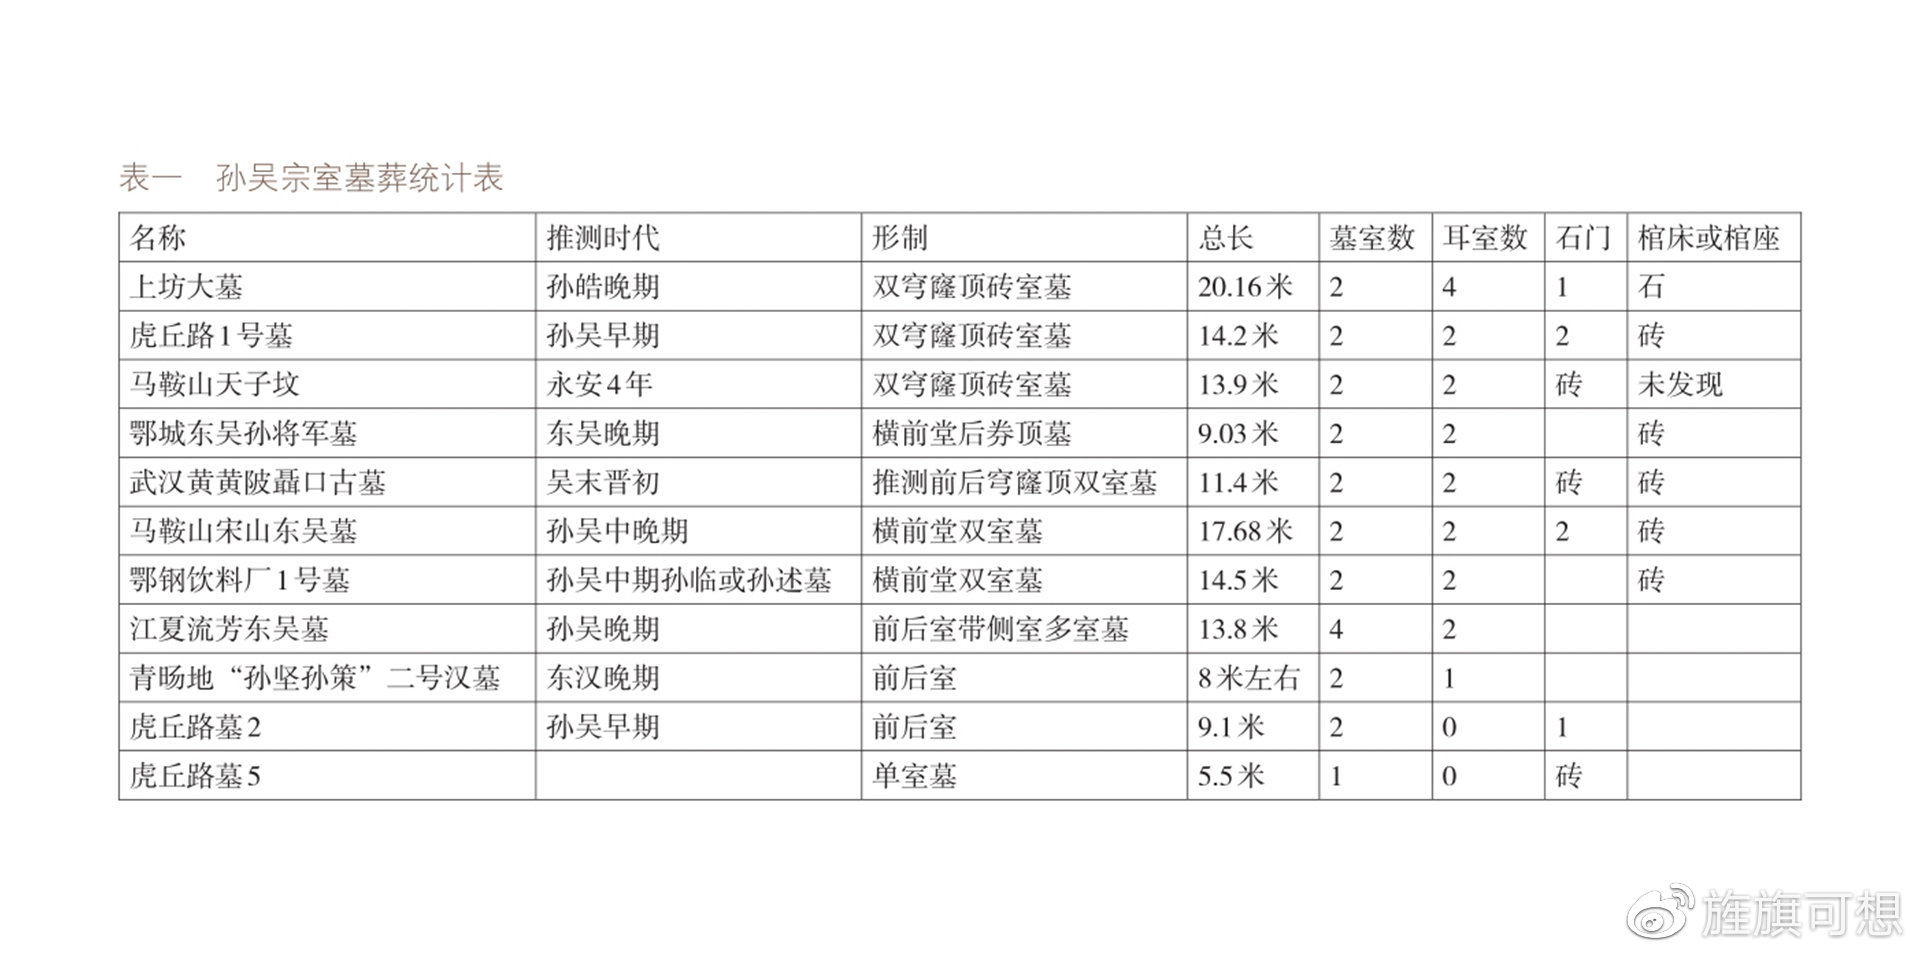 表一 孙吴宗室墓葬统计表
名称 推测时代 形制 总长 墓室数 耳室数 石门 棺床或棺座
上坊大墓 孙皓晚期 双穹窿顶砖室墓 20.16米 2 4 1 石
虎丘路1号墓 孙吴早期 双穹窿顶砖室墓 14.2米 2 2 2 砖
马鞍山天子坟 永安4年 双穹窿顶砖室墓 13.9米 2 2 砖 未发现
鄂城东吴孙将军墓 东吴晚期 横前堂后券顶墓 9.03米 2 2 砖
武汉黄黄陂聶口古墓 吴末晋初 推测前后穹窿顶双室墓 11.4米 2 2 砖 砖
马鞍山宋山东吴墓 孙吴中晚期 横前堂双室墓 17.68米 2 2 2 砖
鄂钢饮料厂1号墓 孙吴中期孙临或孙述墓 横前堂双室墓 14.5米 2 2 砖
江夏流芳东吴墓 孙吴晚期 前后室带侧室多室墓 13.8米 4 2
青旸地“孙坚孙策”二号汉墓 东汉晚期 前后室 8米左右 2 1
虎丘路墓2 孙吴早期 前后室 9.1米 2 0 1
虎丘路墓5 单室墓 5.5米 1 0 砖
旌旗可想